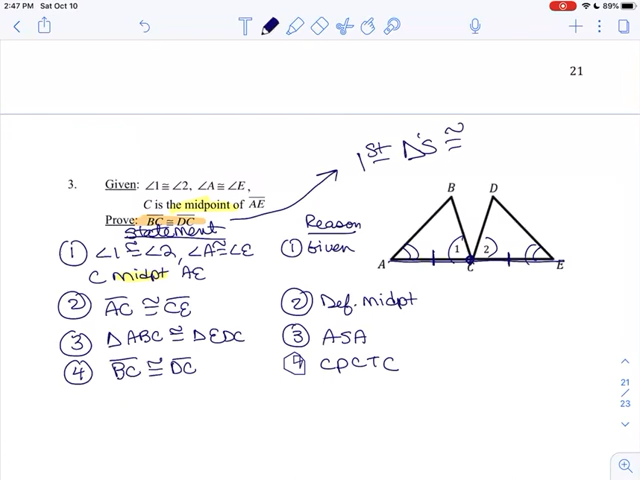 2:47 PM Sat Oct 10
89%
T
21
1st Δ's ≅
3. Given: ∠1 ≅ ∠2, ∠A ≅ ∠E,
C is the midpoint of AE
Prove: BC ≅ DC
Statement Reason
① ∠1 ≅ ∠2, ∠A ≅ ∠E ① Given
C midpt AE
② AC ≅ CE ② Def. midpt
③ ΔABC ≅ ΔEDC ③ ASA
④ BC ≅ DC ④ CPCTC
B D
1 2
A C E
21
/
23